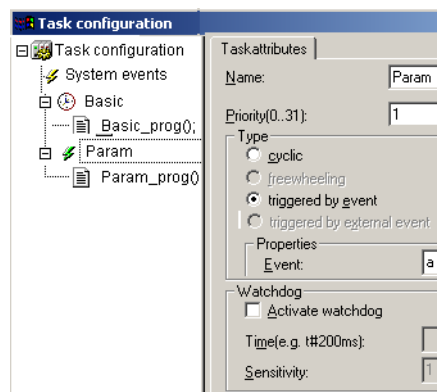 Task configuration
Task configuration
System events
Basic
_Basic_prog();
Param
Param_prog()
Taskattributes
Name: Param
Priority(0..31): 1
Type
cyclic
freewheeling
triggered by event
triggered by external event
Properties
Event: a
Watchdog
Activate watchdog
Time(e.g. t#200ms):
Sensitivity: 1